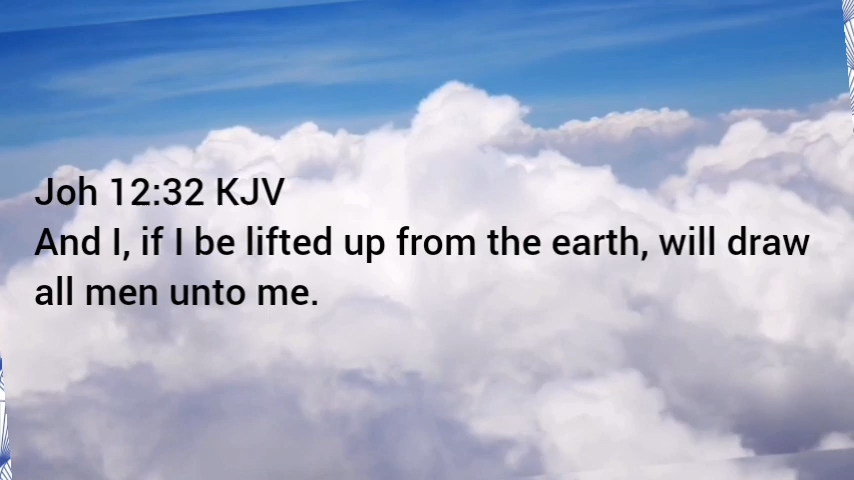 Joh 12:32 KJV
And I, if I be lifted up from the earth, will draw
all men unto me.